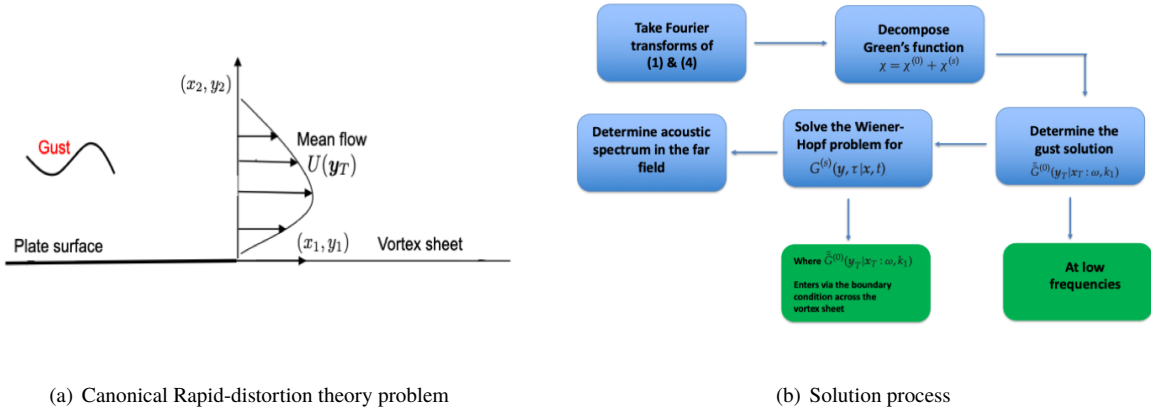 (x₂, y₂)
Gust
Mean flow
U(y_T)
Plate surface
(x₁, y₁)
Vortex sheet
(a) Canonical Rapid-distortion theory problem
Take Fourier
transforms of
(1) & (4)
Decompose
Green's function
χ = χ⁽⁰⁾ + χ⁽ˢ⁾
Determine the
gust solution
G̃̄⁽⁰⁾(y_T|x_T : ω, k₁)
Solve the Wiener-
Hopf problem for
G⁽ˢ⁾(y, τ|x, t)
Determine acoustic
spectrum in the far
field
Where G̃̄⁽⁰⁾(y_T|x_T : ω, k₁)
Enters via the boundary
condition across the
vortex sheet
At low
frequencies
(b) Solution process